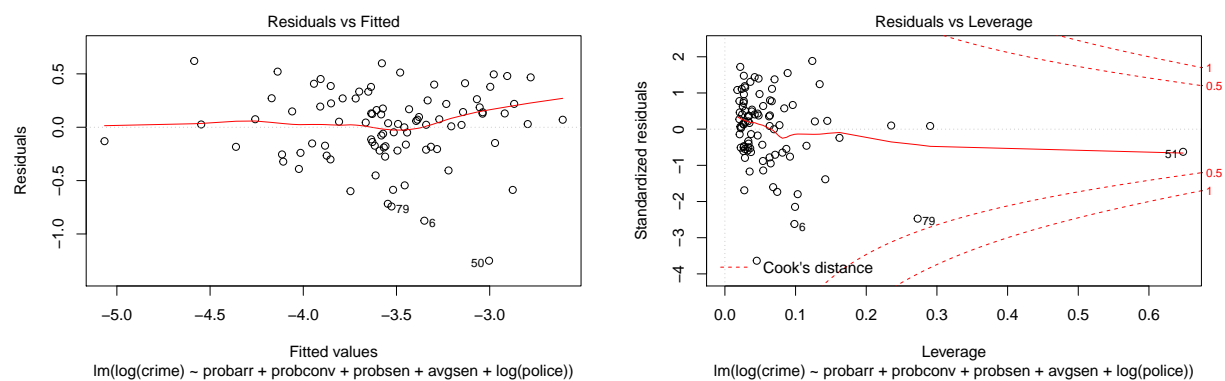 Residuals vs Fitted
Residuals
0.5
0.0
−0.5
−1.0
79
6
50
−5.0 −4.5 −4.0 −3.5 −3.0
Fitted values
lm(log(crime) ~ probarr + probconv + probsen + avgsen + log(police))
Residuals vs Leverage
Standardized residuals
2
1
0
−1
−2
−3
−4
1
0.5
51
0.5
1
79
6
Cook's distance
0.0 0.1 0.2 0.3 0.4 0.5 0.6
Leverage
lm(log(crime) ~ probarr + probconv + probsen + avgsen + log(police))